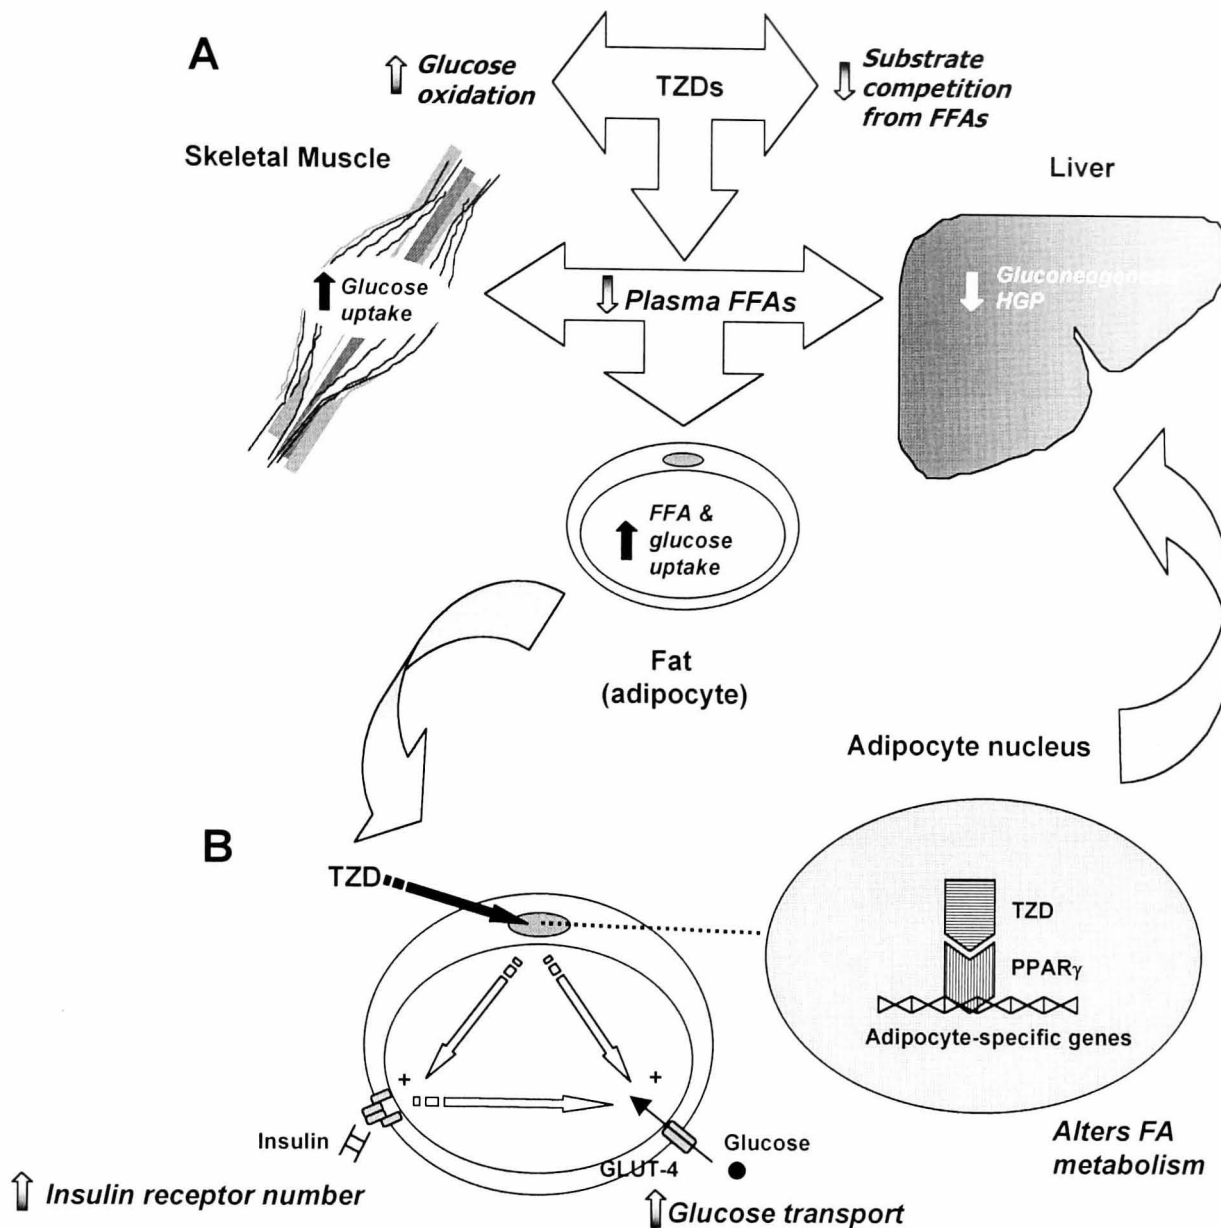 A
Glucose
oxidation
TZDs
Substrate
competition
from FFAs
Skeletal Muscle
Liver
Glucose
uptake
Plasma FFAs
HGP
FFA &
glucose
uptake
Fat
(adipocyte)
Adipocyte nucleus
B
TZD
TZD
PPARγ
Adipocyte-specific genes
+
+
Insulin
Glucose
GLUT-4
Alters FA
metabolism
Insulin receptor number
Glucose transport